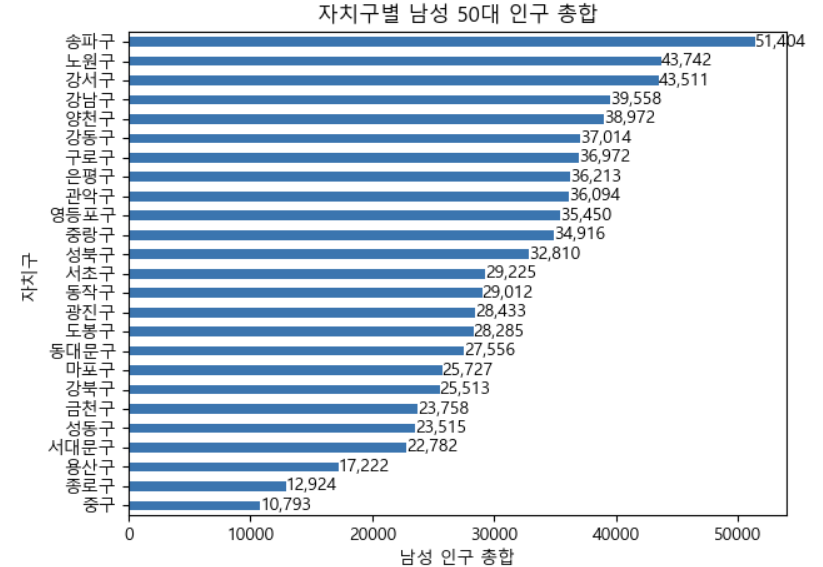 자치구별 남성 50대 인구 총합
송파구 51,404
노원구 43,742
강서구 43,511
강남구 39,558
양천구 38,972
강동구 37,014
구로구 36,972
은평구 36,213
관악구 36,094
영등포구 35,450
중랑구 34,916
성북구 32,810
서초구 29,225
동작구 29,012
광진구 28,433
도봉구 28,285
동대문구 27,556
마포구 25,727
강북구 25,513
금천구 23,758
성동구 23,515
서대문구 22,782
용산구 17,222
종로구 12,924
중구 10,793
자치구
0 10000 20000 30000 40000 50000
남성 인구 총합